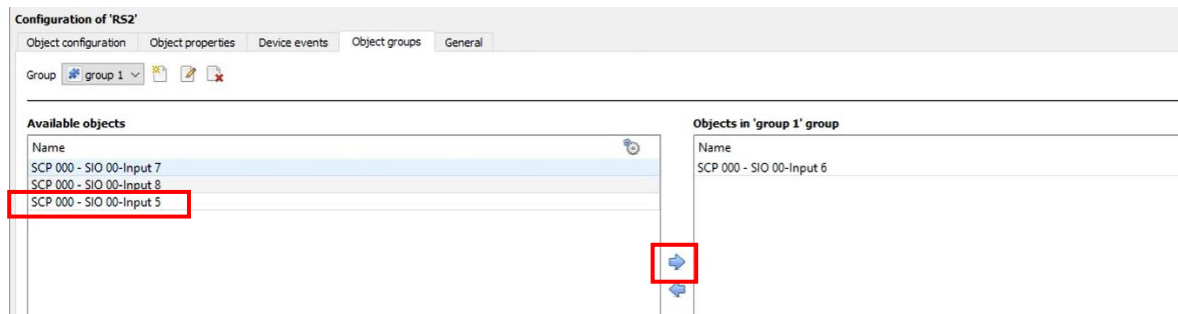 Configuration of 'RS2'
Object configuration Object properties Device events Object groups General
Group group 1
Available objects
Name
SCP 000 - SIO 00-Input 7
SCP 000 - SIO 00-Input 8
SCP 000 - SIO 00-Input 5
Objects in 'group 1' group
Name
SCP 000 - SIO 00-Input 6